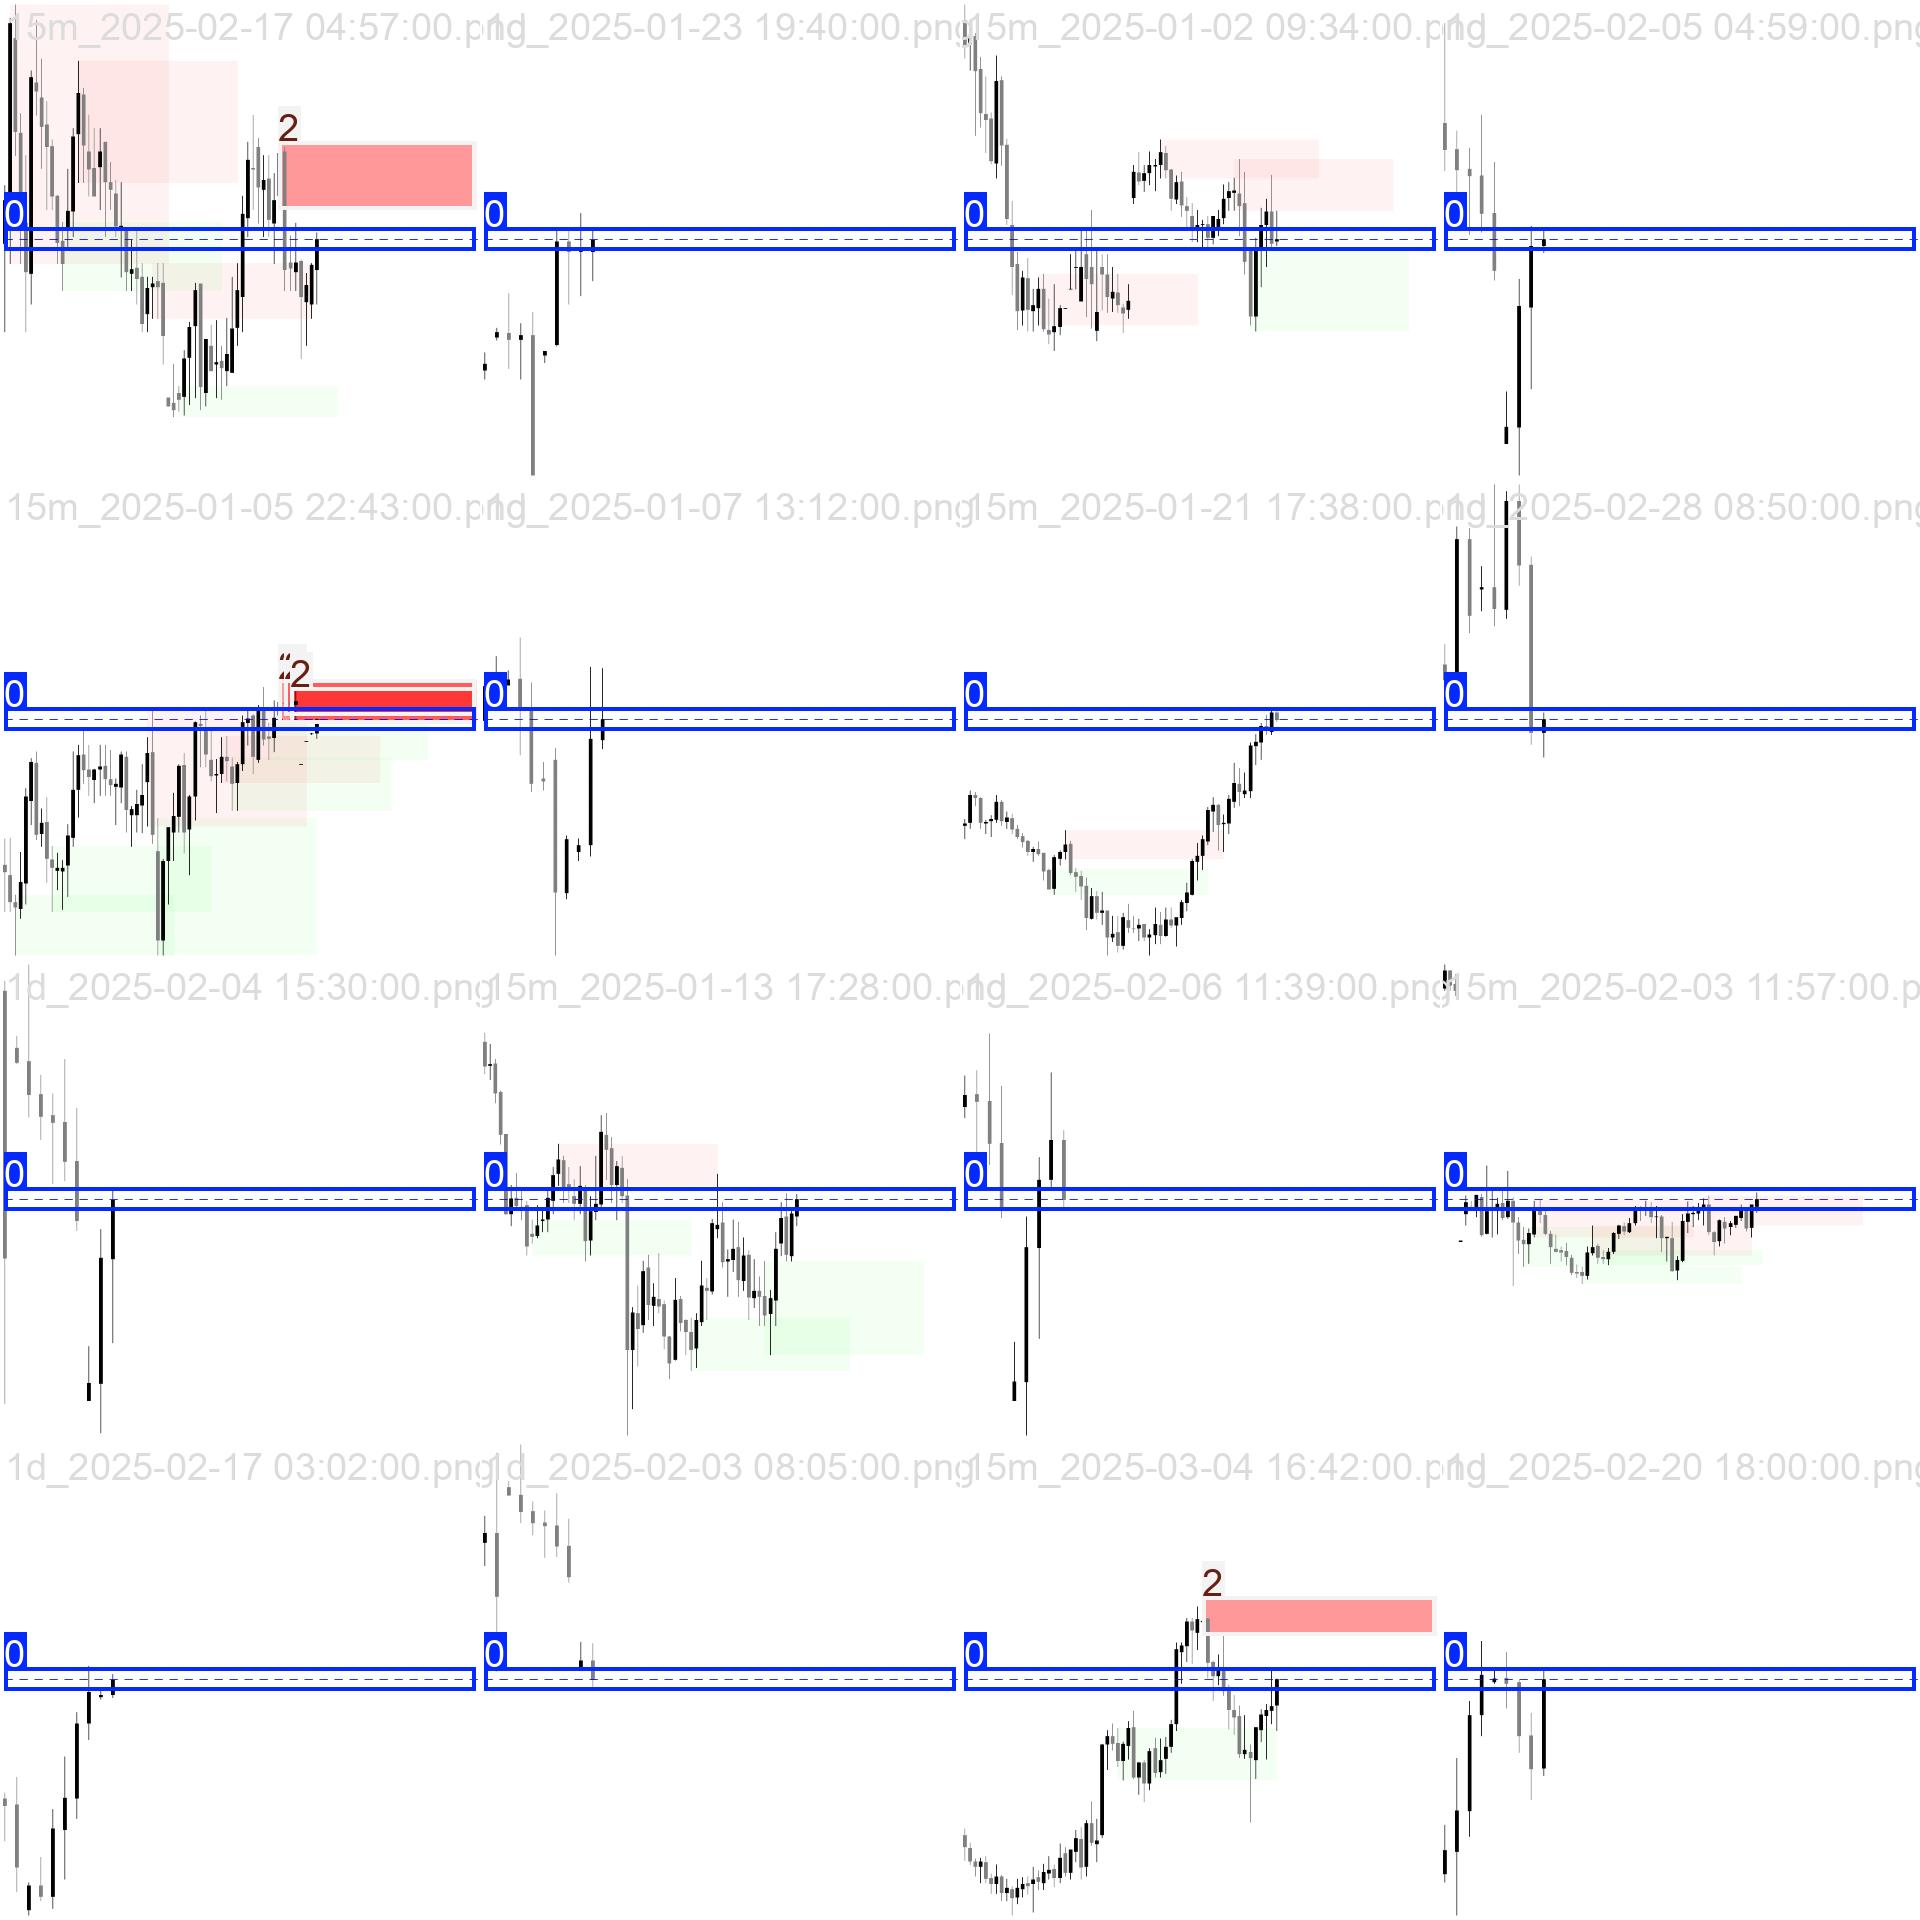 15m_2025-02-17 04:57:00.png
1d_2025-01-23 19:40:00.png
15m_2025-01-02 09:34:00.png
1d_2025-02-05 04:59:00.png
2
0
0
0
0
15m_2025-01-05 22:43:00.png
1d_2025-01-07 13:12:00.png
15m_2025-01-21 17:38:00.png
1d_2025-02-28 08:50:00.png
2
0
0
0
0
1d_2025-02-04 15:30:00.png
15m_2025-01-13 17:28:00.png
1d_2025-02-06 11:39:00.png
15m_2025-02-03 11:57:00.p
0
0
0
0
1d_2025-02-17 03:02:00.png
1d_2025-02-03 08:05:00.png
15m_2025-03-04 16:42:00.png
1d_2025-02-20 18:00:00.png
2
0
0
0
0